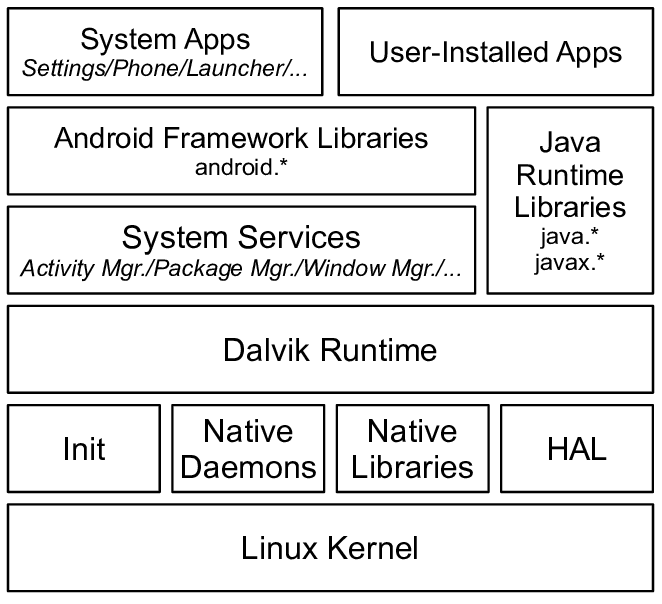 System Apps
Settings/Phone/Launcher/...
User-Installed Apps
Android Framework Libraries
android.*
Java
Runtime
Libraries
java.*
javax.*
System Services
Activity Mgr./Package Mgr./Window Mgr./...
Dalvik Runtime
Init
Native
Daemons
Native
Libraries
HAL
Linux Kernel